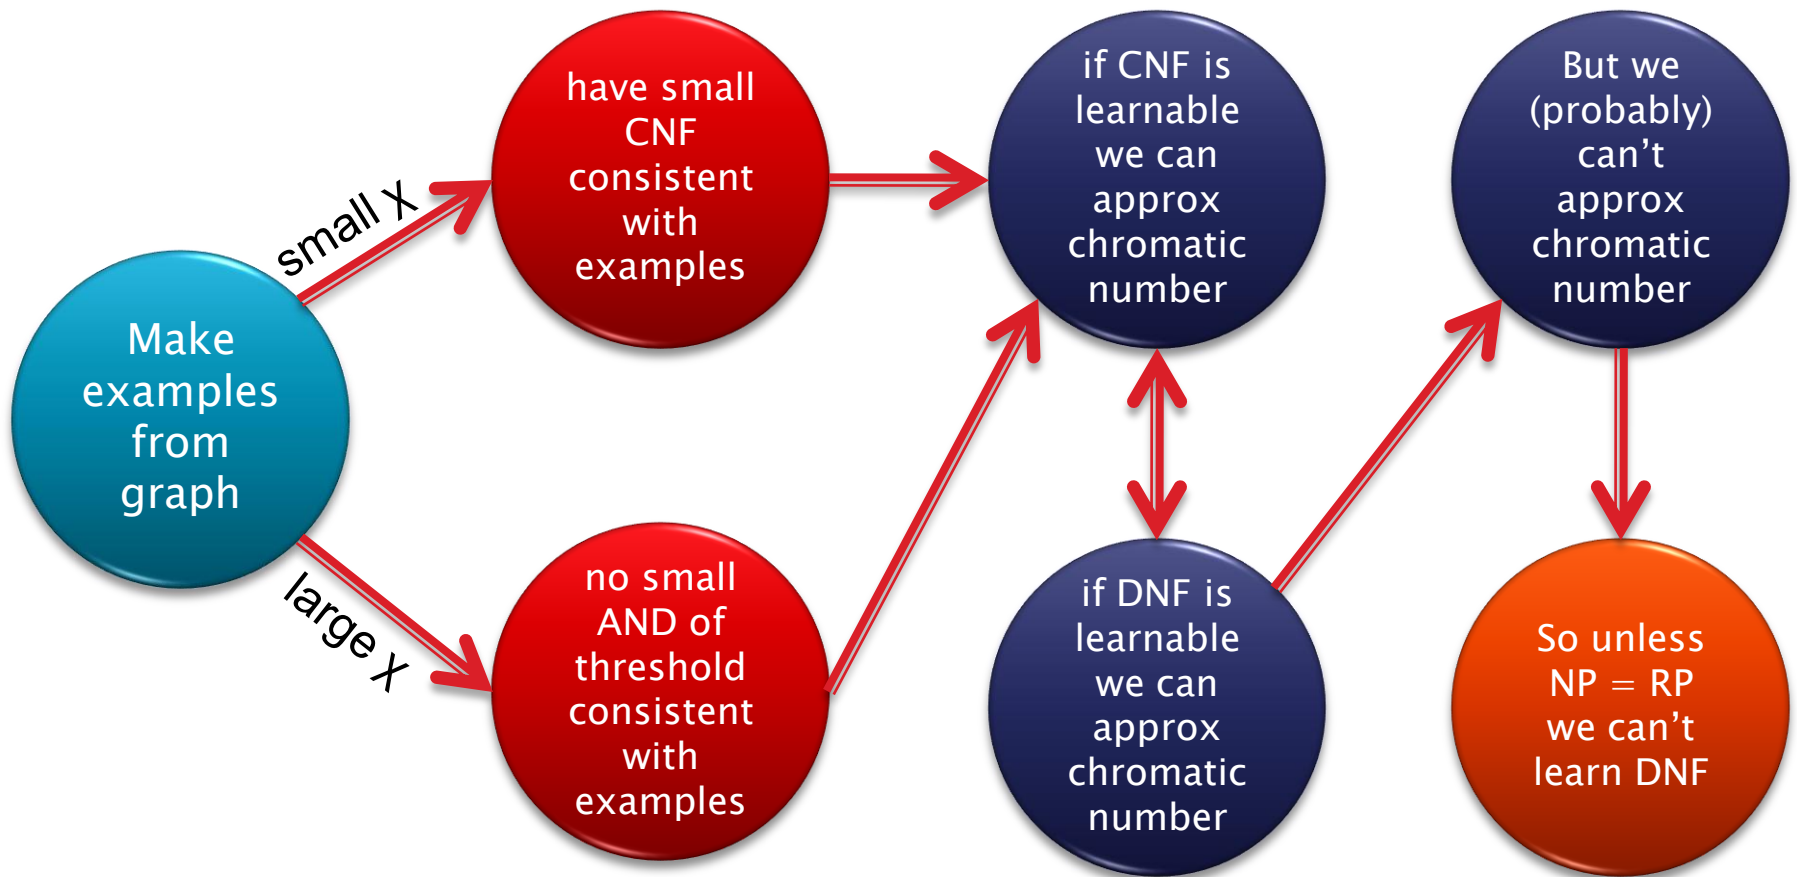 Make
examples
from
graph
small χ
large χ
have small
CNF
consistent
with
examples
no small
AND of
threshold
consistent
with
examples
if CNF is
learnable
we can
approx
chromatic
number
if DNF is
learnable
we can
approx
chromatic
number
But we
(probably)
can’t
approx
chromatic
number
So unless
NP = RP
we can’t
learn DNF